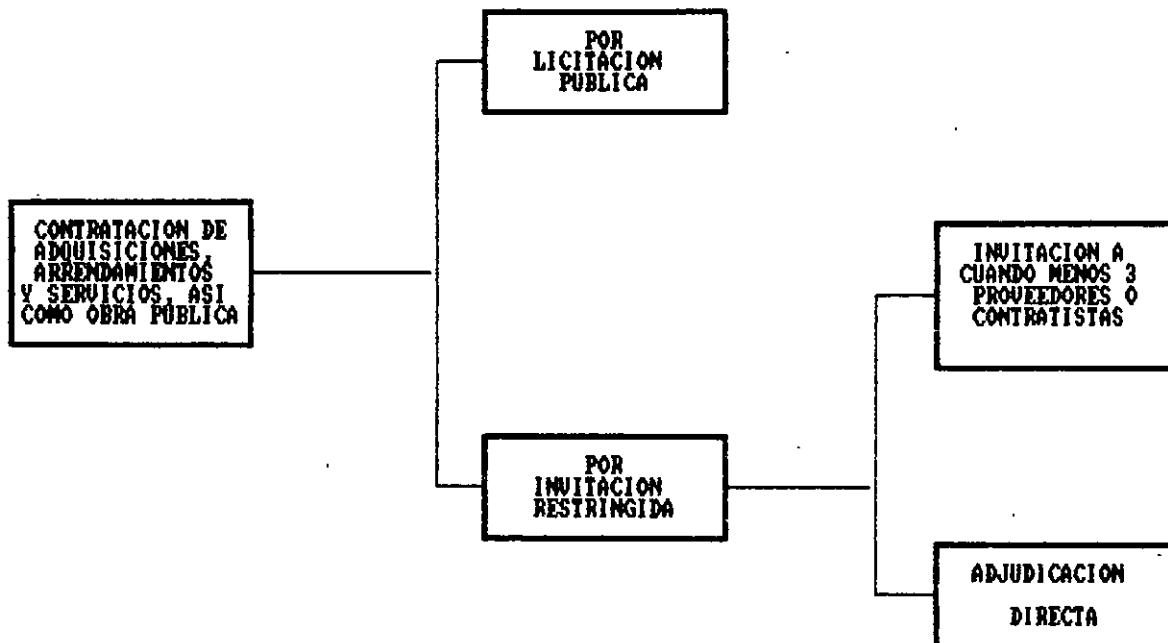 POR
LICITACION
PUBLICA
CONTRATACION DE
ADQUISICIONES,
ARRENDAMIENTOS
Y SERVICIOS, ASI
COMO OBRA PUBLICA
INVITACION A
CUANDO MENOS 3
PROVEEDORES O
CONTRATISTAS
POR
INVITACION
RESTRINGIDA
ADJUDICACION
DIRECTA